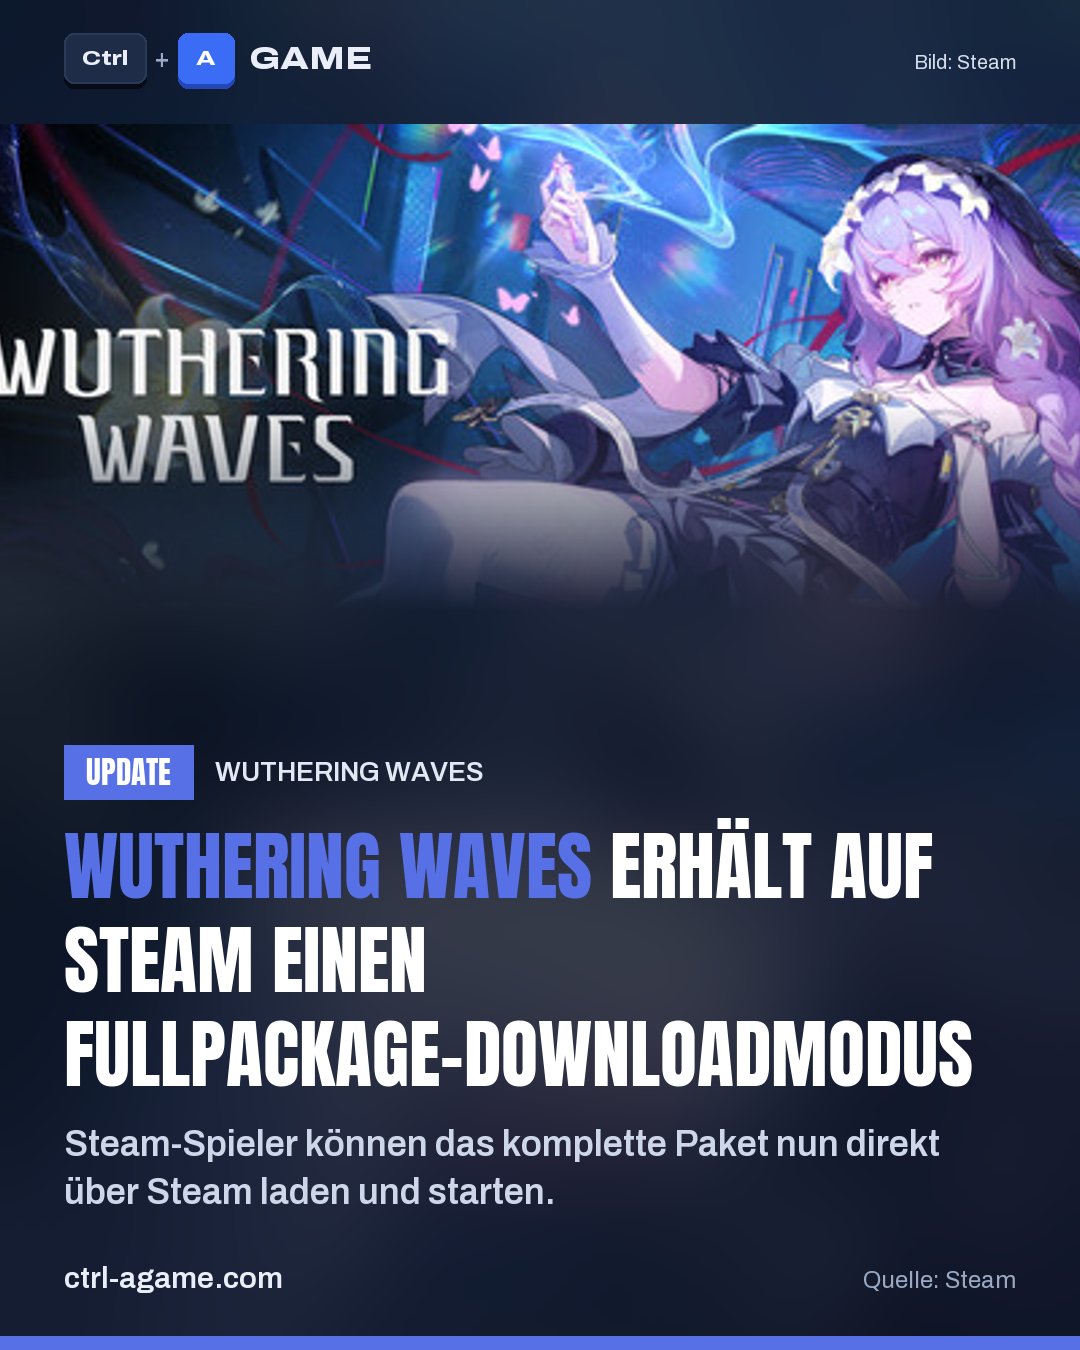 Ctrl + A GAME
Bild: Steam
WUTHERING
WAVES
UPDATE WUTHERING WAVES
WUTHERING WAVES ERHÄLT AUF
STEAM EINEN
FULLPACKAGE-DOWNLOADMODUS
Steam-Spieler können das komplette Paket nun direkt
über Steam laden und starten.
ctrl-agame.com
Quelle: Steam